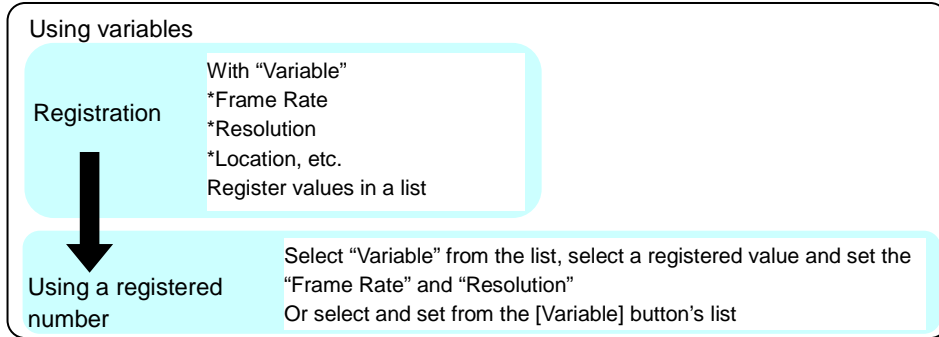 Using variables
Registration
With “Variable”
*Frame Rate
*Resolution
*Location, etc.
Register values in a list
Using a registered
number
Select “Variable” from the list, select a registered value and set the
“Frame Rate” and “Resolution”
Or select and set from the [Variable] button’s list